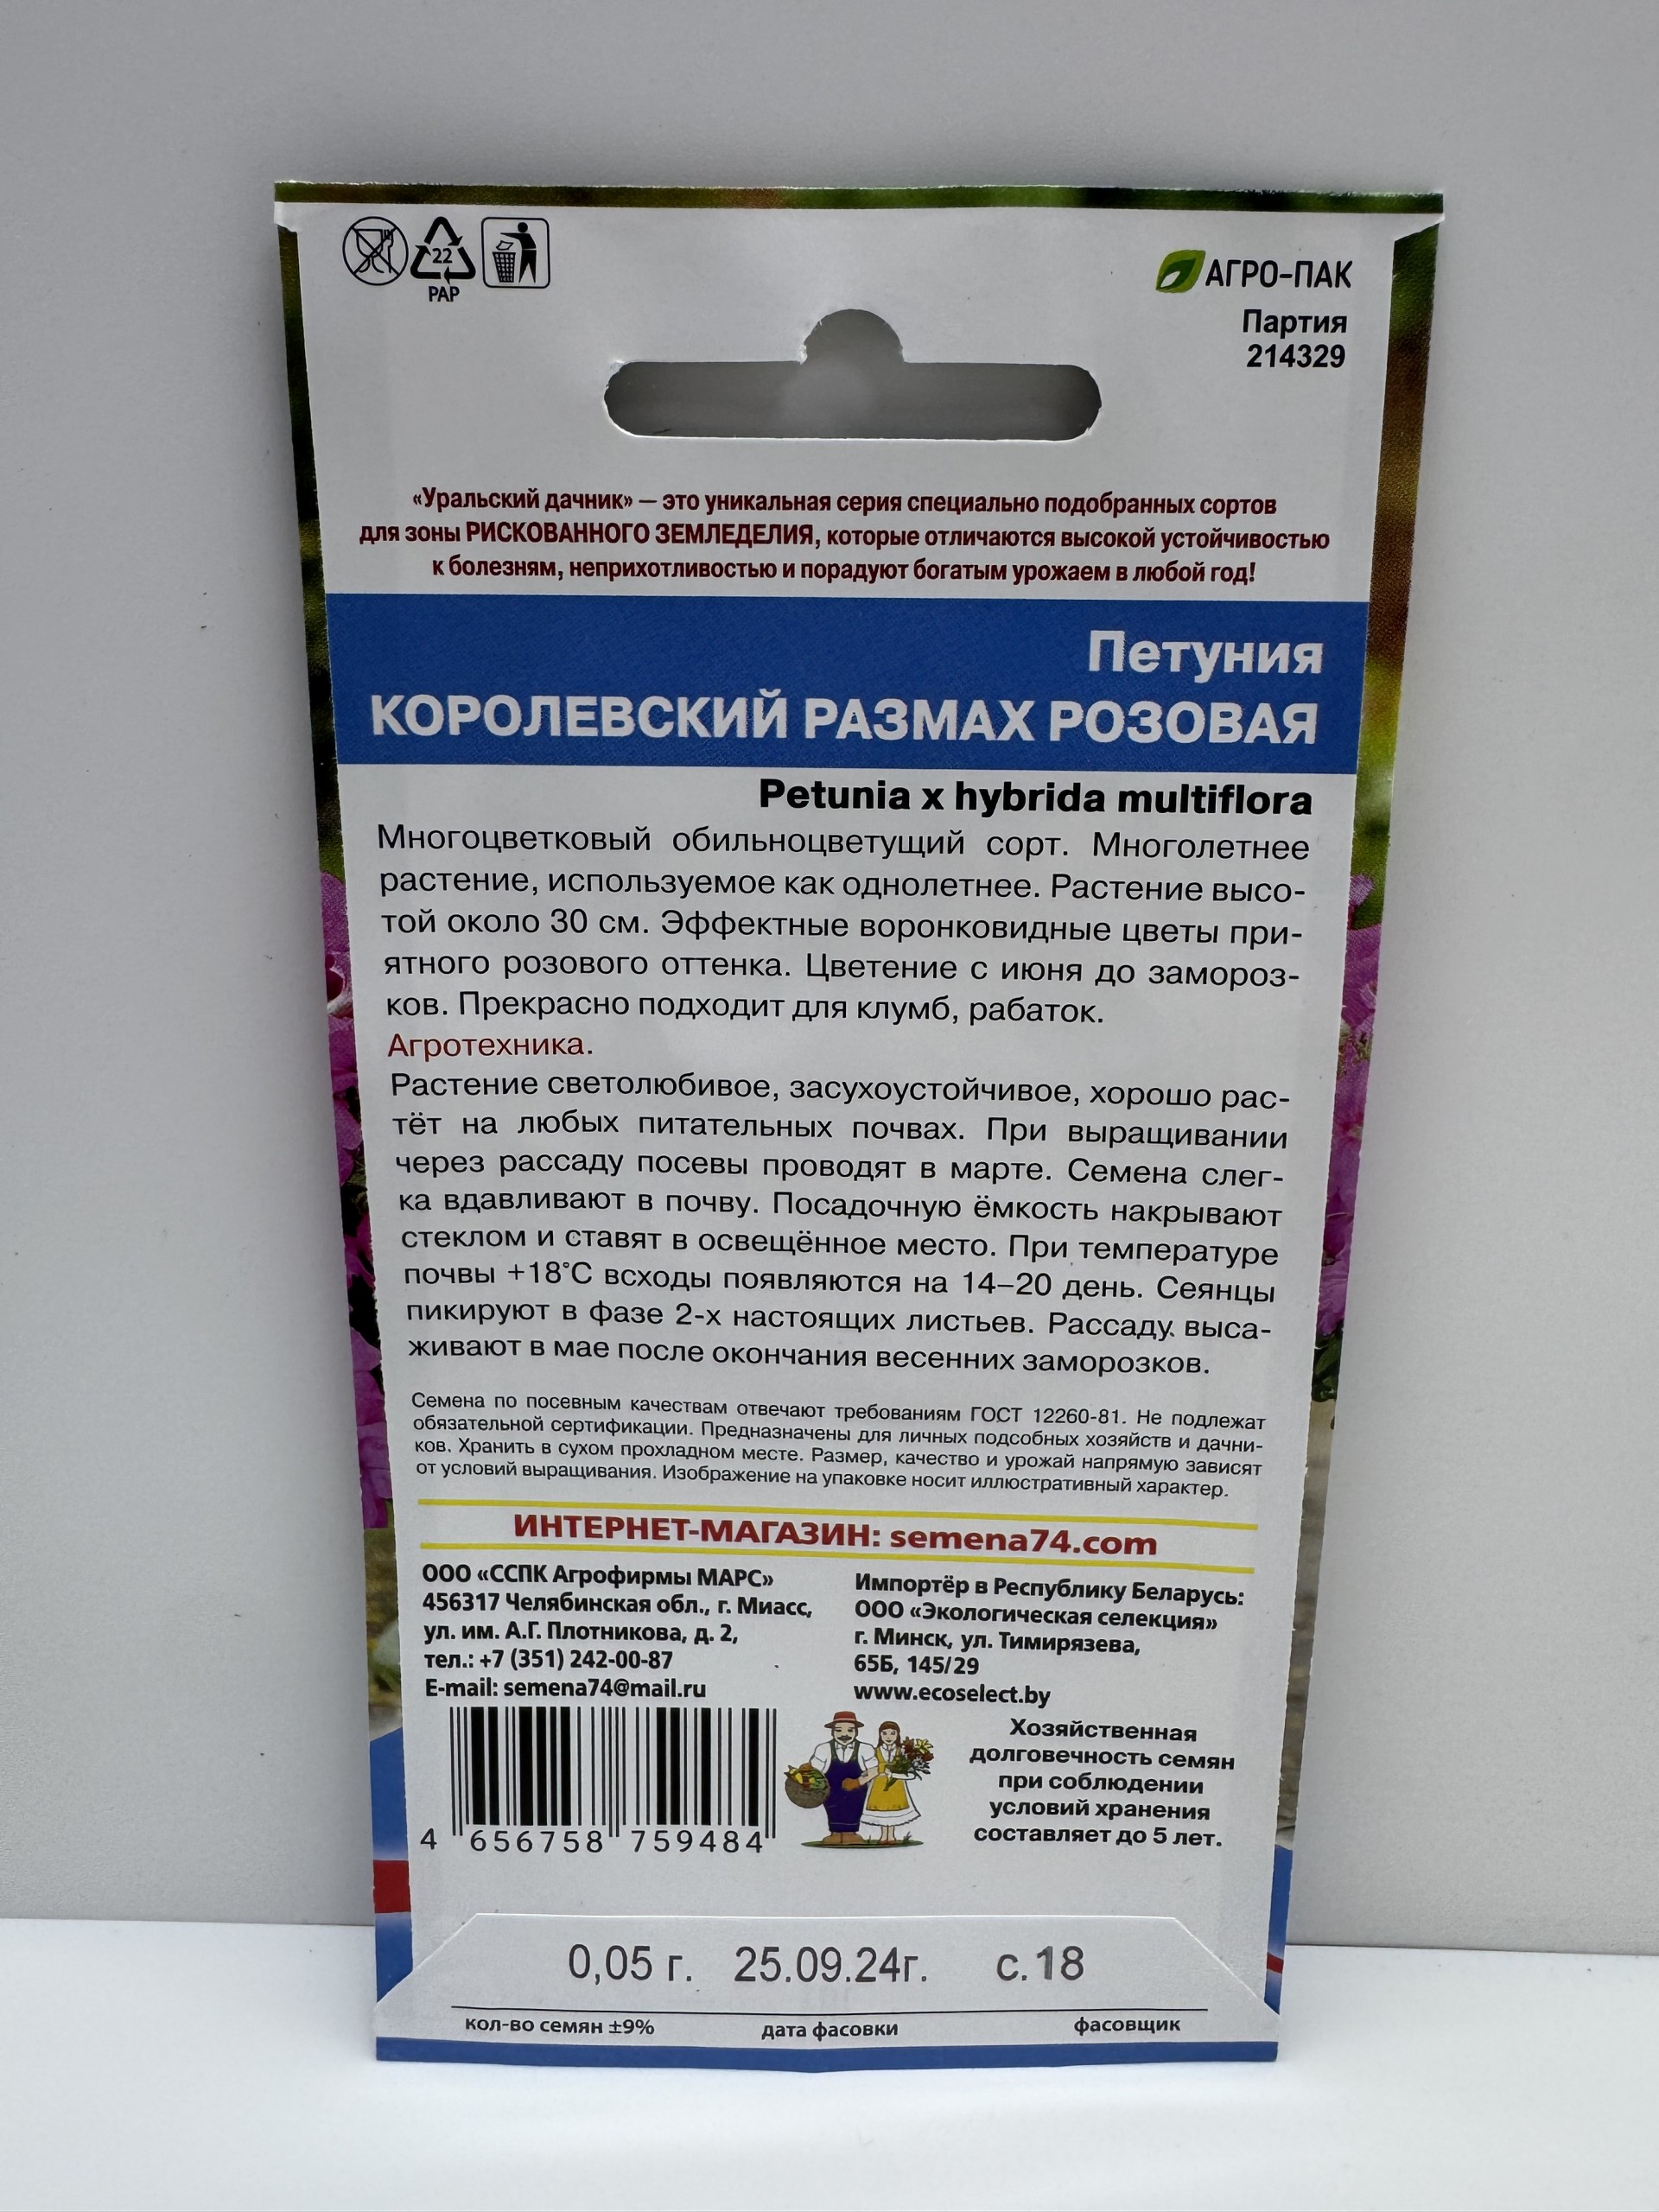 22
PAP
АГРО-ПАК
Партия
214329
«Уральский дачник» — это уникальная серия специально подобранных сортов
для зоны РИСКОВАННОГО ЗЕМЛЕДЕЛИЯ, которые отличаются высокой устойчивостью
к болезням, неприхотливостью и порадуют богатым урожаем в любой год!
Петуния
КОРОЛЕВСКИЙ РАЗМАХ РОЗОВАЯ
Petunia x hybrida multiflora
Многоцветковый обильноцветущий сорт. Многолетнее
растение, используемое как однолетнее. Растение высо-
той около 30 см. Эффектные воронковидные цветы при-
ятного розового оттенка. Цветение с июня до замороз-
ков. Прекрасно подходит для клумб, рабаток.
Агротехника.
Растение светолюбивое, засухоустойчивое, хорошо рас-
тёт на любых питательных почвах. При выращивании
через рассаду посевы проводят в марте. Семена слег-
ка вдавливают в почву. Посадочную ёмкость накрывают
стеклом и ставят в освещённое место. При температуре
почвы +18°С всходы появляются на 14–20 день. Сеянцы
пикируют в фазе 2-х настоящих листьев. Рассаду выса-
живают в мае после окончания весенних заморозков.
Семена по посевным качествам отвечают требованиям ГОСТ 12260-81. Не подлежат
обязательной сертификации. Предназначены для личных подсобных хозяйств и дачни-
ков. Хранить в сухом прохладном месте. Размер, качество и урожай напрямую зависят
от условий выращивания. Изображение на упаковке носит иллюстративный характер.
ИНТЕРНЕТ-МАГАЗИН: semena74.com
ООО «ССПК Агрофирмы МАРС»
456317 Челябинская обл., г. Миасс,
ул. им. А.Г. Плотникова, д. 2,
тел.: +7 (351) 242-00-87
E-mail: semena74@mail.ru
Импортёр в Республику Беларусь:
ООО «Экологическая селекция»
г. Минск, ул. Тимирязева,
65Б, 145/29
www.ecoselect.by
Хозяйственная
долговечность семян
при соблюдении
условий хранения
составляет до 5 лет.
4 656758 759484
0,05 г. 25.09.24г. с.18
кол-во семян ±9% дата фасовки фасовщик